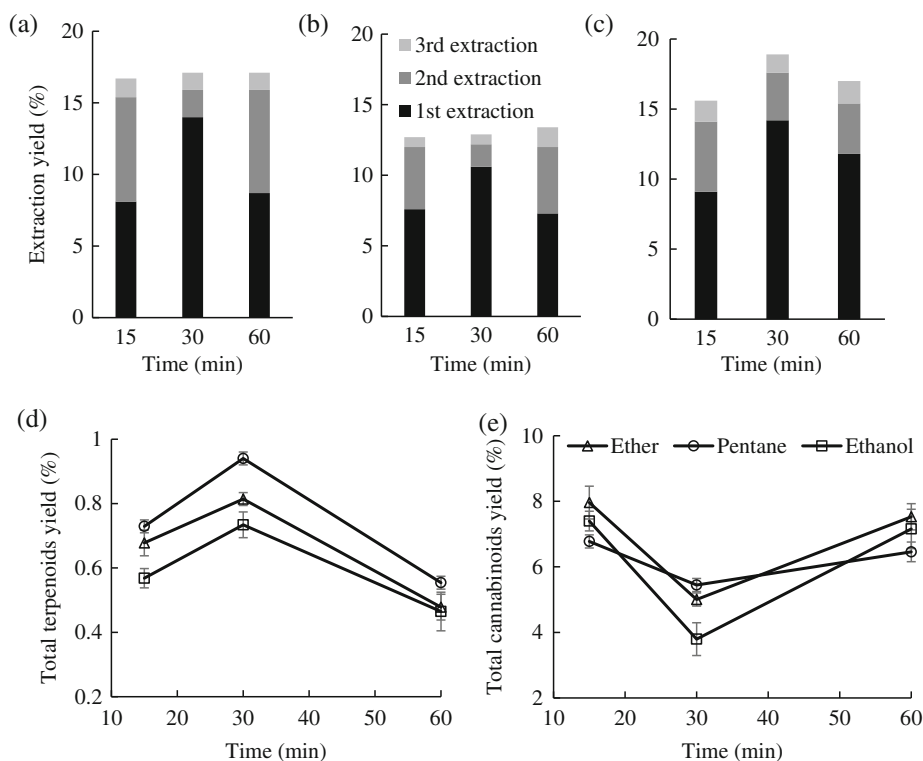 (a)
20
15
10
5
0
Extraction yield (%)
15 30 60
Time (min)
(b)
20
15
10
5
0
3rd extraction
2nd extraction
1st extraction
15 30 60
Time (min)
(c)
20
15
10
5
0
15 30 60
Time (min)
(d)
1
0.8
0.6
0.4
0.2
Total terpenoids yield (%)
10 20 30 40 50 60
Time (min)
(e)
10
8
6
4
2
Total cannabinoids yield (%)
Ether Pentane Ethanol
10 20 30 40 50 60
Time (min)